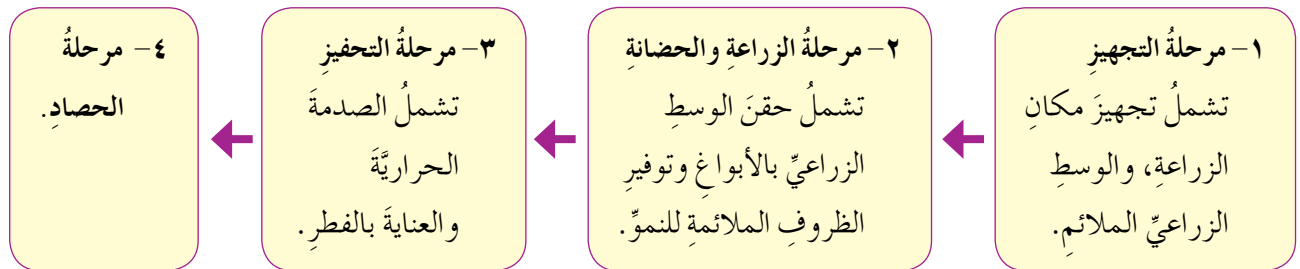 ١– مرحلةُ التجهيزِ
تشملُ تجهيزَ مكانِ
الزراعةِ، والوسطِ
الزراعيِّ الملائمِ.
٢– مرحلةُ الزراعةِ والحضانةِ
تشملُ حقنَ الوسطِ
الزراعيِّ بالأبواغِ وتوفيرِ
الظروفِ الملائمةِ للنموِّ.
٣– مرحلةُ التحفيزِ
تشملُ الصدمةَ
الحراريَّةَ
والعنايةَ بالفطرِ.
٤– مرحلةُ
الحصادِ.